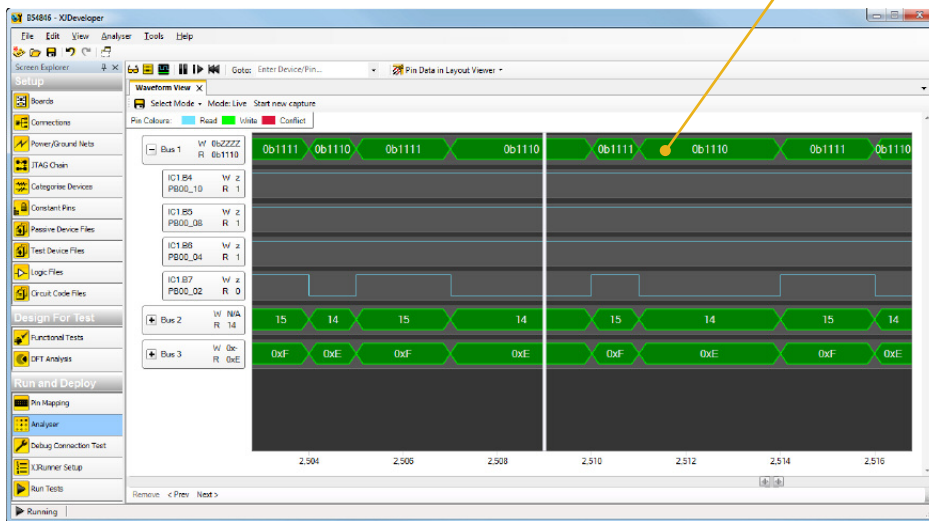 BS4846 - XJDeveloper
File Edit View Analyser Tools Help
Screen Explorer
Goto: Enter Device/Pin... Pin Data in Layout Viewer
Setup
Boards
Connections
Power/Ground Nets
JTAG Chain
Categorise Devices
Constant Pins
Passive Device Files
Test Device Files
Logic Files
Circuit Code Files
Design For Test
Functional Tests
DFT Analysis
Run and Deploy
Pin Mapping
Analyser
Debug Connection Test
XJRunner Setup
Run Tests
Waveform View X
Select Mode Mode: Live Start new capture
Pin Colours: Read Write Conflict
Bus 1 W 0bZZZZ
R 0b1110
0b1111 0b1110 0b1111 0b1110 0b1111 0b1110 0b1111 0b1110
IC1.B4 W z
PB00_10 R 1
IC1.B5 W z
PB00_08 R 1
IC1.B6 W z
PB00_04 R 1
IC1.B7 W z
PB00_02 R 0
Bus 2 W N/A
R 14
15 14 15 14 15 14 15 14
Bus 3 W 0x-
R 0xE
0xF 0xE 0xF 0xE 0xF 0xE 0xF 0xE
2,504 2,506 2,508 2,510 2,512 2,514 2,516
Remove < Prev Next >
Running